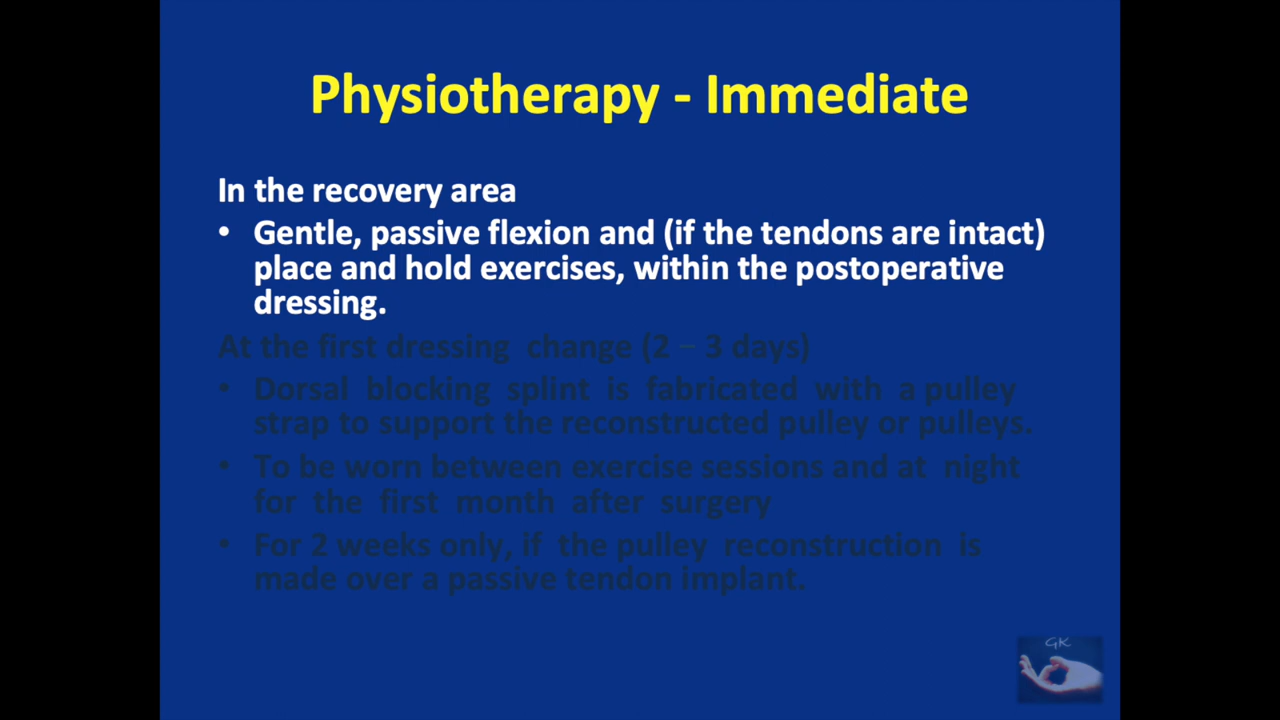 Physiotherapy - Immediate
In the recovery area
• Gentle, passive flexion and (if the tendons are intact)
place and hold exercises, within the postoperative
dressing.
At the first dressing change (2 – 3 days)
• Dorsal blocking splint is fabricated with a pulley
strap to support the reconstructed pulley or pulleys.
• To be worn between exercise sessions and at night
for the first month after surgery
• For 2 weeks only, if the pulley reconstruction is
made over a passive tendon implant.
GK